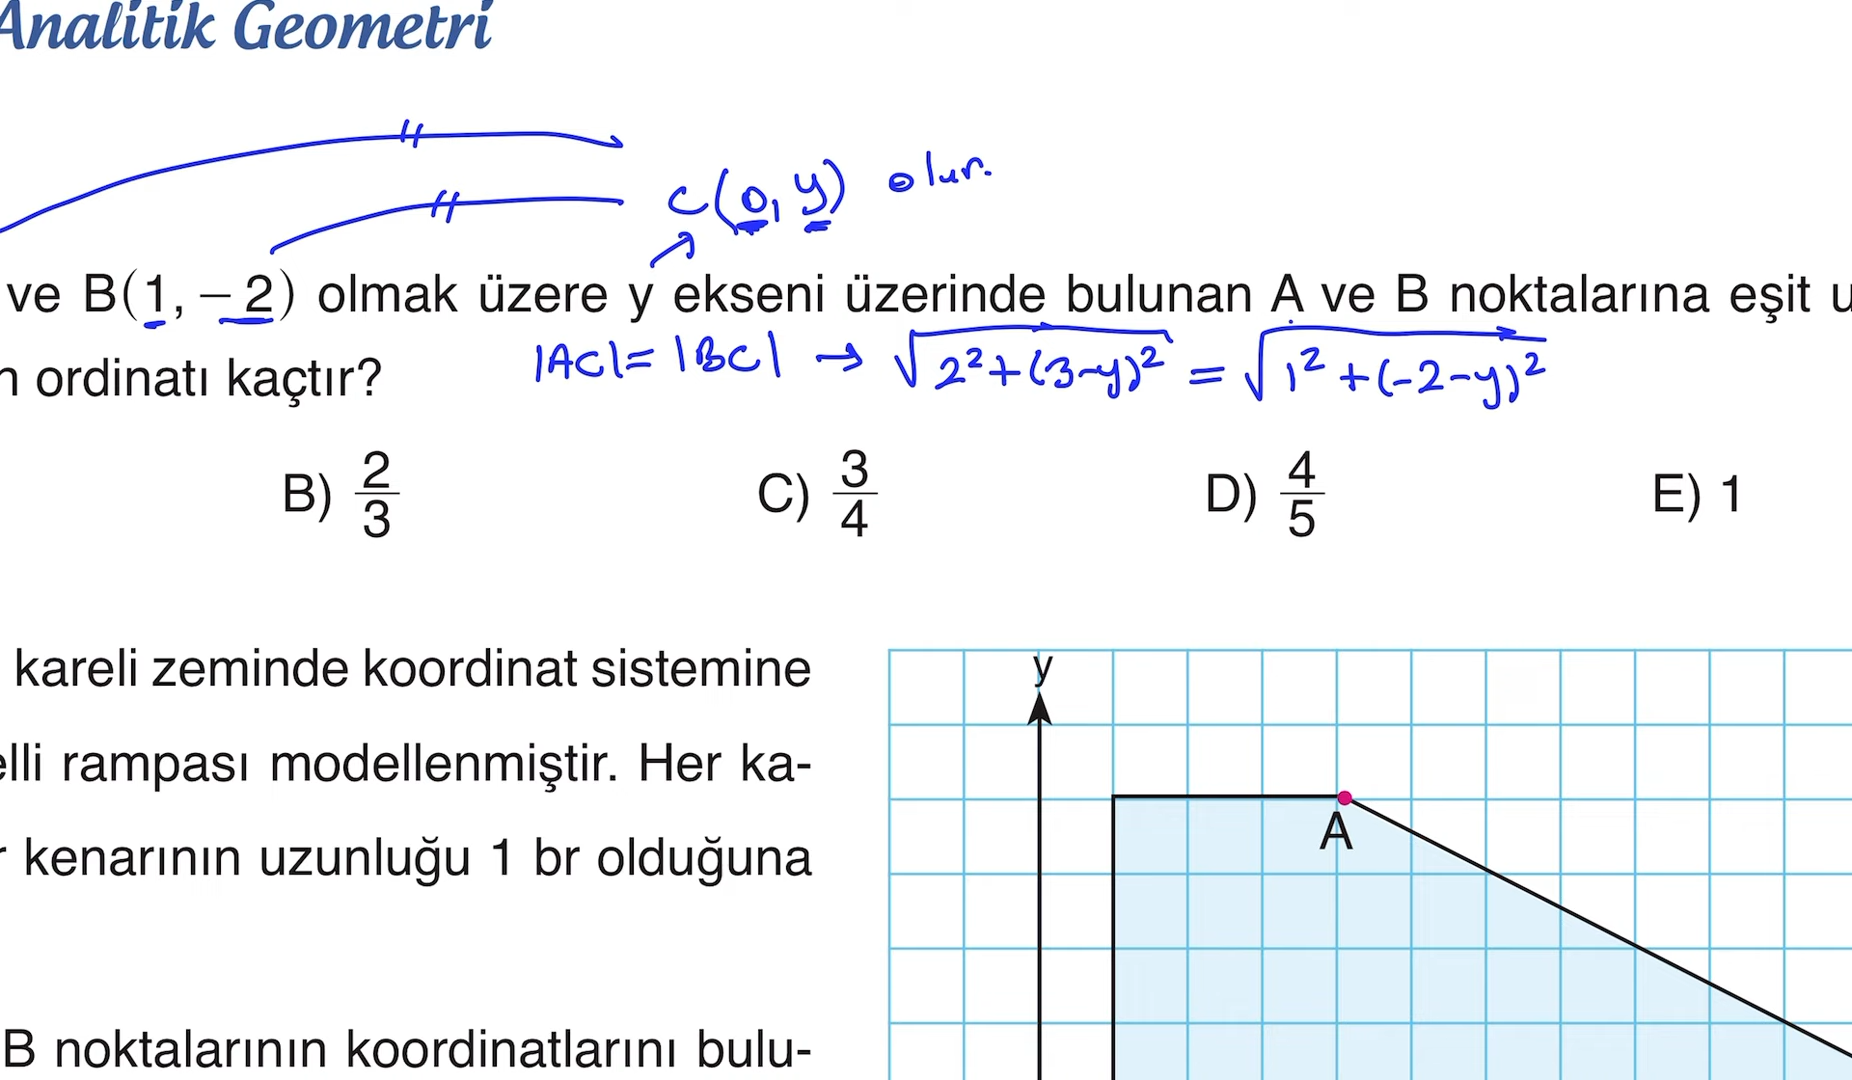 Analitik Geometri
C(0, y) olur.
ve B(1, −2) olmak üzere y ekseni üzerinde bulunan A ve B noktalarına eşit u
n ordinatı kaçtır?
|AC| = |BC| → √(2² + (3-y)²) = √(1² + (-2-y)²)
B) 2/3 C) 3/4 D) 4/5 E) 1
kareli zeminde koordinat sistemine
elli rampası modellenmiştir. Her ka-
r kenarının uzunluğu 1 br olduğuna
B noktalarının koordinatlarını bulu-
y
A